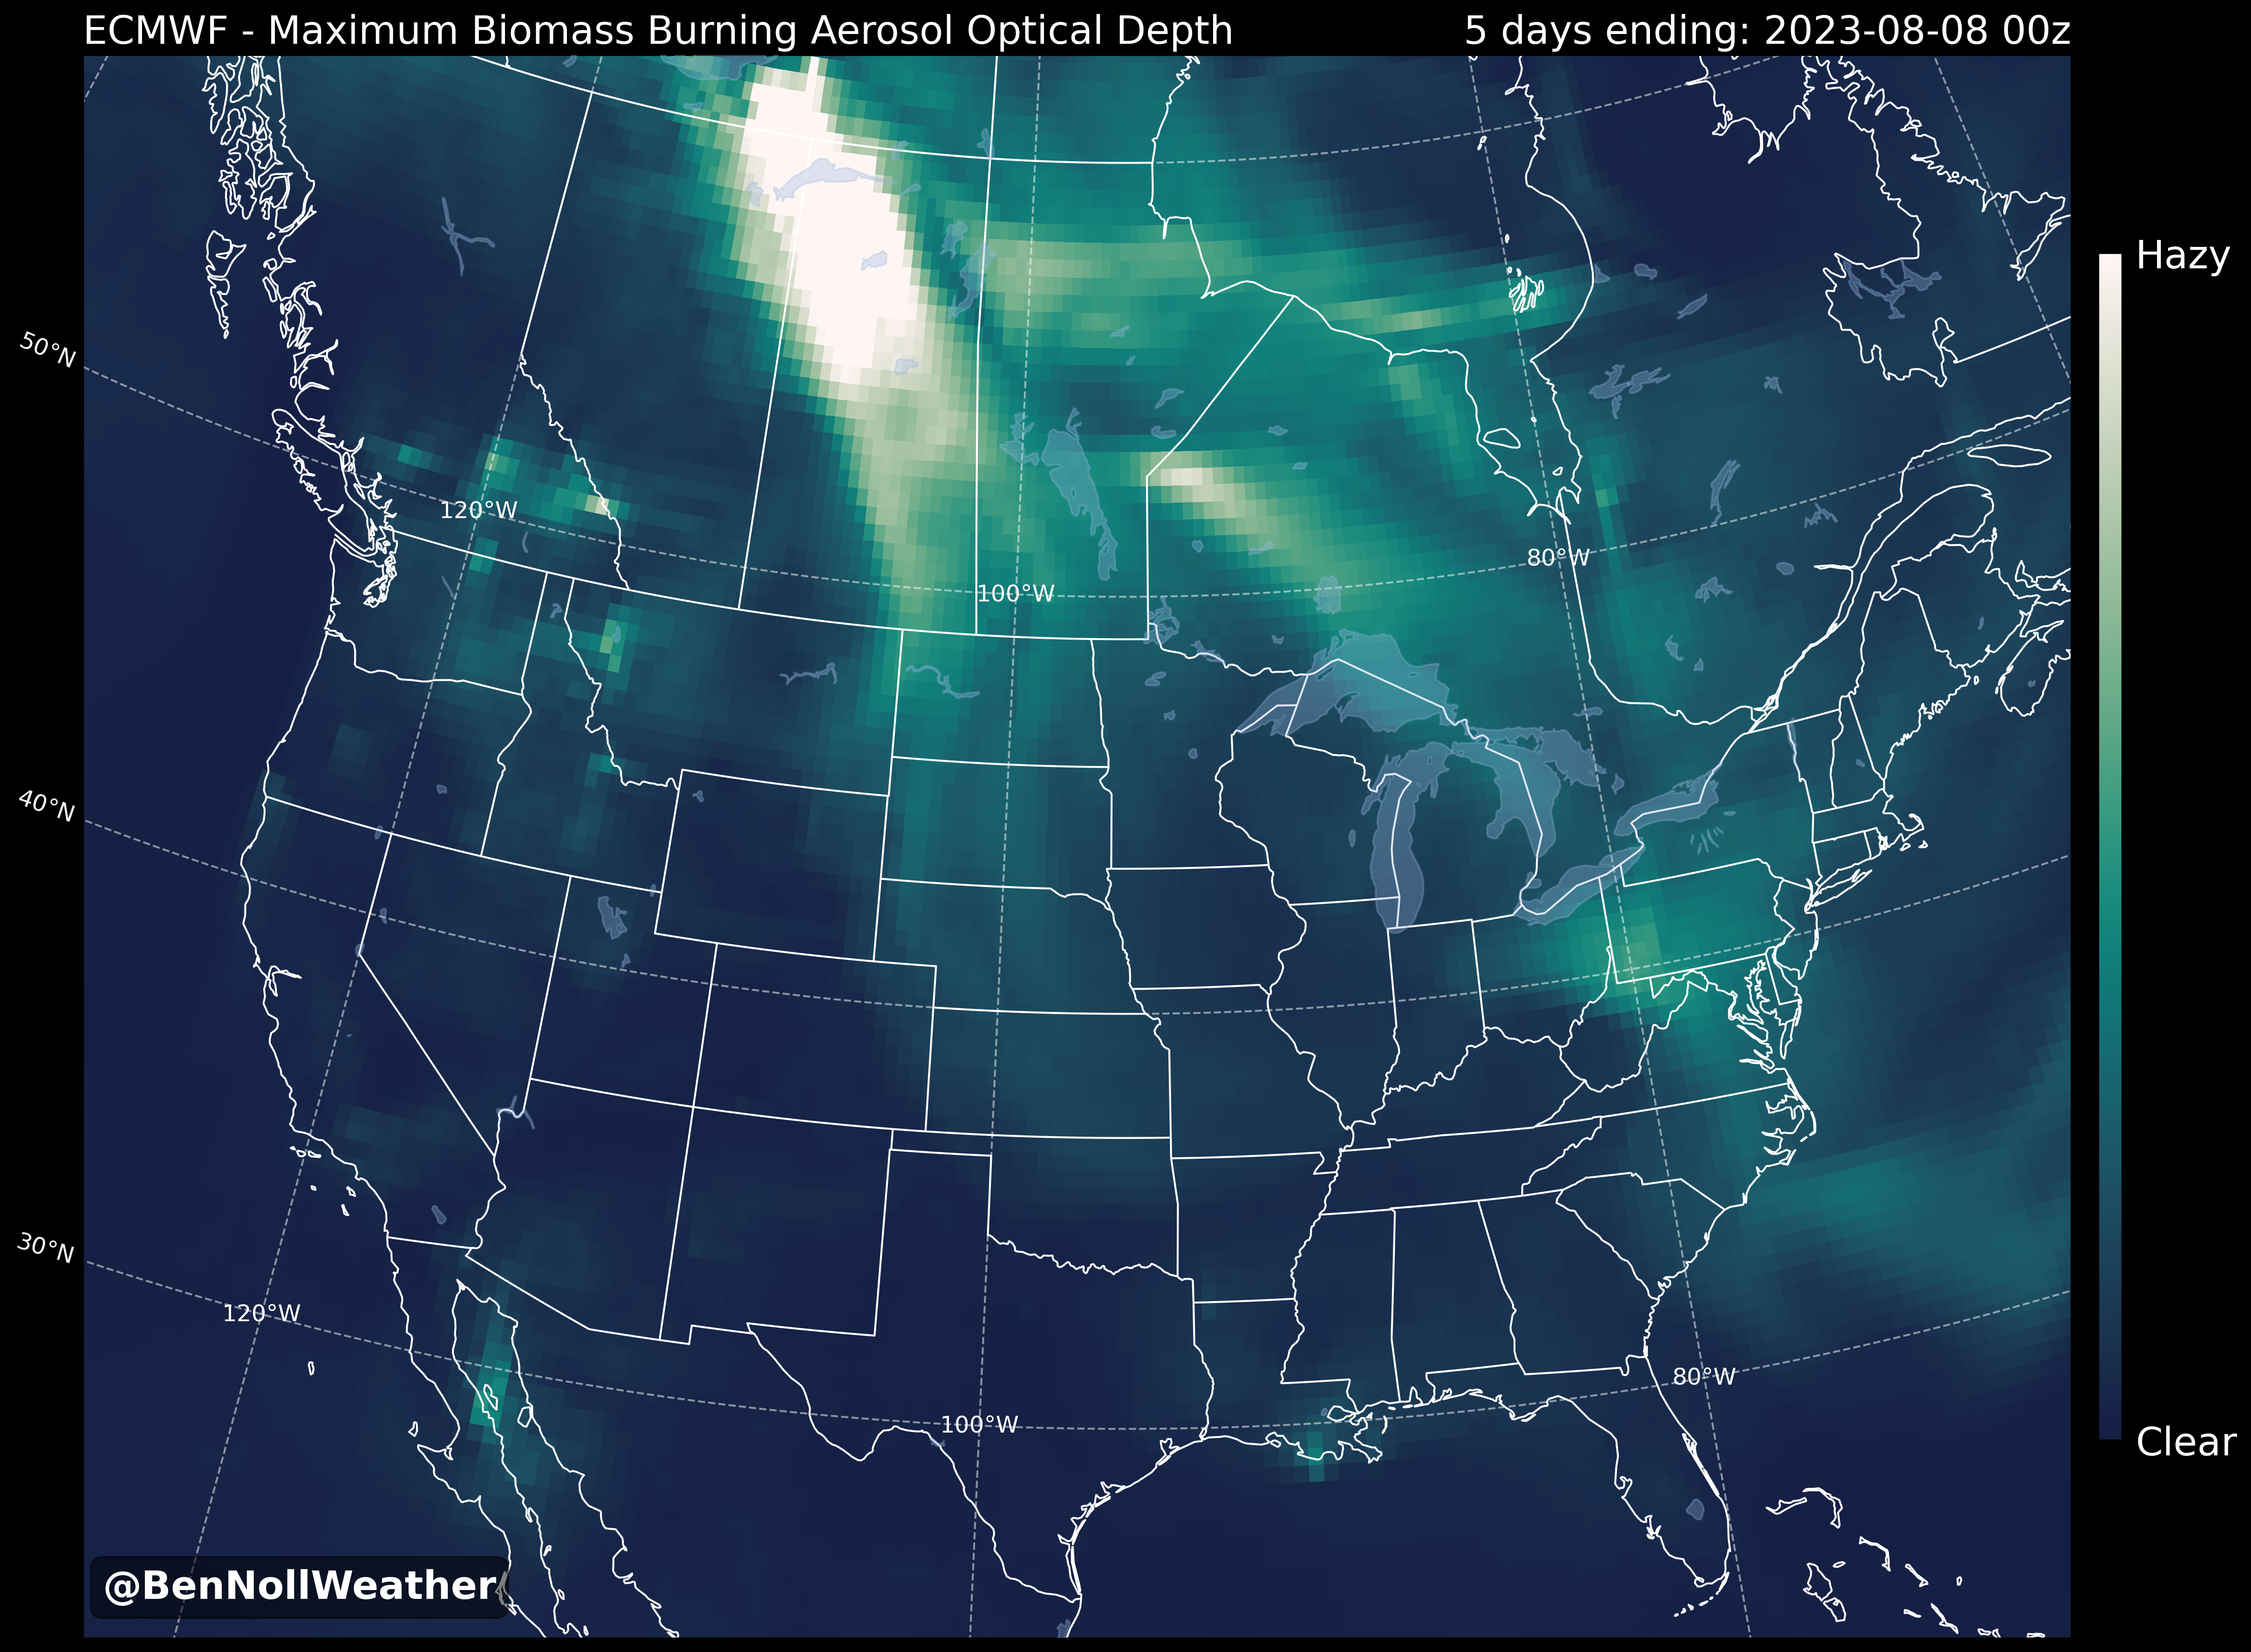 ECMWF - Maximum Biomass Burning Aerosol Optical Depth
5 days ending: 2023-08-08 00z
Hazy
50°N
120°W
80°W
100°W
40°N
30°N
120°W
80°W
100°W
Clear
@BenNollWeather